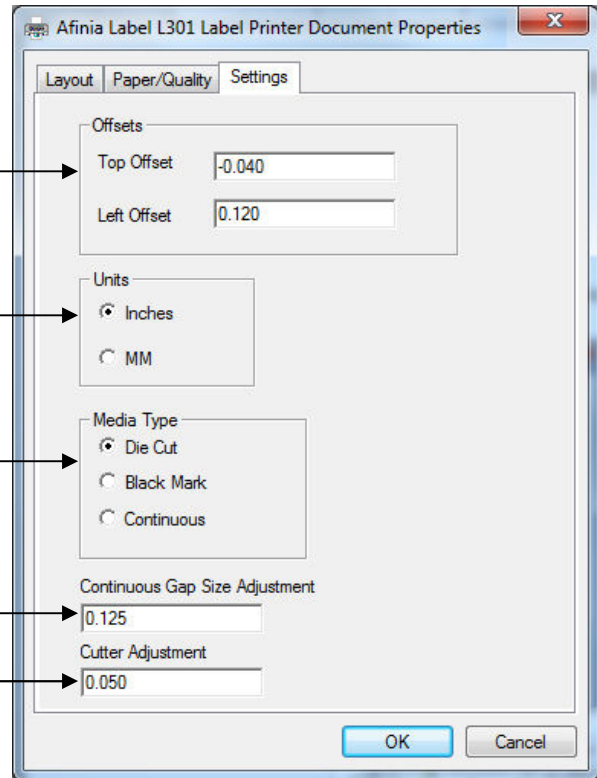 Afinia Label L301 Label Printer Document Properties
Layout Paper/Quality Settings
Offsets
Top Offset -0.040
Left Offset 0.120
Units
Inches
MM
Media Type
Die Cut
Black Mark
Continuous
Continuous Gap Size Adjustment
0.125
Cutter Adjustment
0.050
OK Cancel